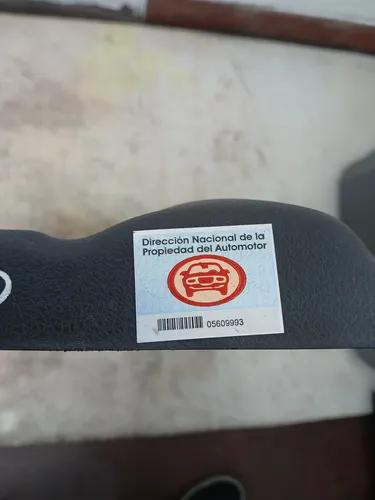 Dirección Nacional de la
Propiedad del Automotor
05609993